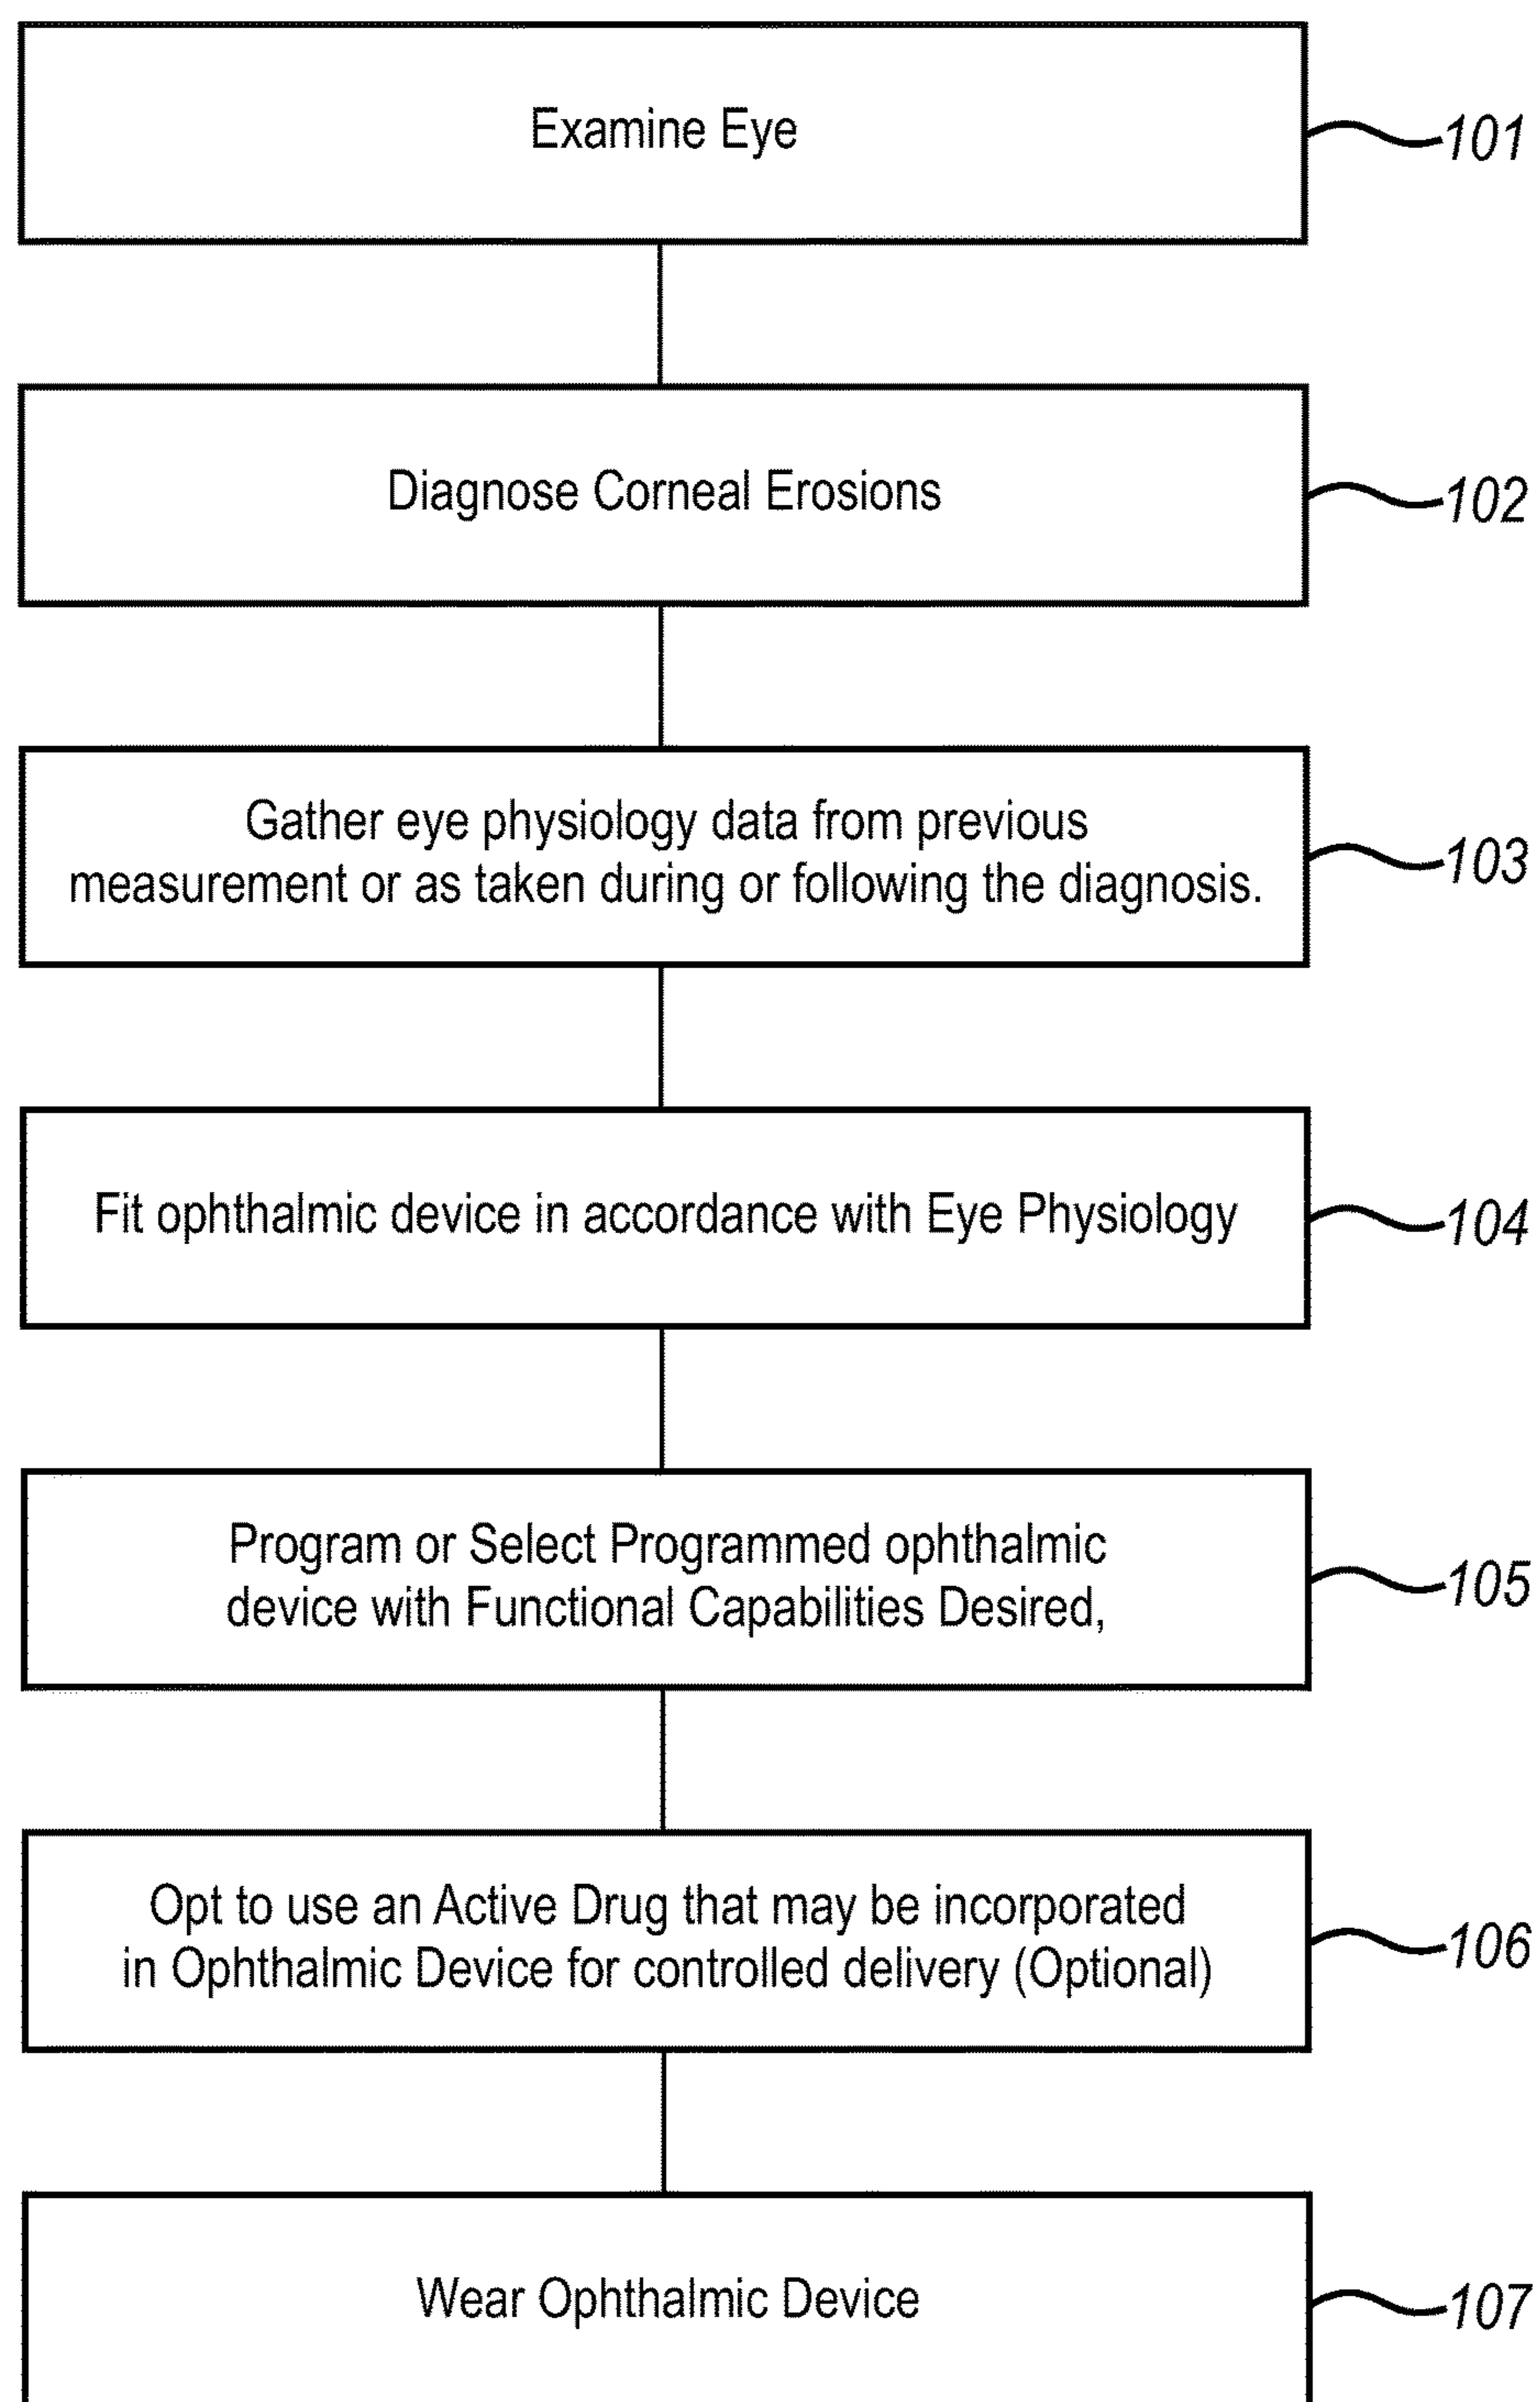 Examine Eye
101
Diagnose Corneal Erosions
102
Gather eye physiology data from previous
measurement or as taken during or following the diagnosis.
103
Fit ophthalmic device in accordance with Eye Physiology
104
Program or Select Programmed ophthalmic
device with Functional Capabilities Desired,
105
Opt to use an Active Drug that may be incorporated
in Ophthalmic Device for controlled delivery (Optional)
106
Wear Ophthalmic Device
107